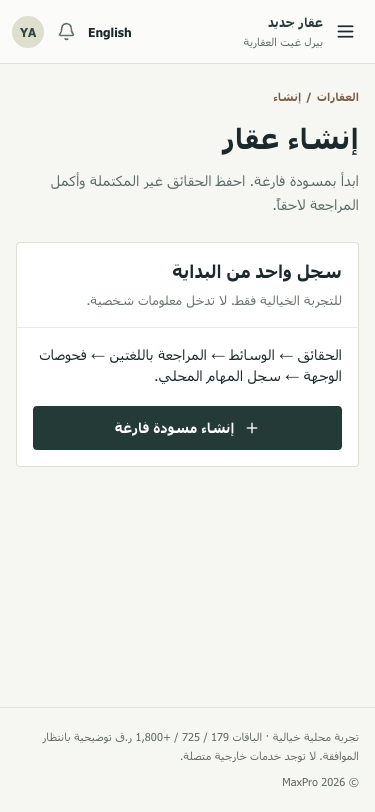 عقار جديد
بيرل غيت العقارية
English
YA
العقارات / إنشاء
إنشاء عقار
ابدأ بمسودة فارغة. احفظ الحقائق غير المكتملة وأكمل
المراجعة لاحقاً.
سجل واحد من البداية
للتجربة الخيالية فقط. لا تدخل معلومات شخصية.
الحقائق ← الوسائط ← المراجعة باللغتين ← فحوصات
الوجهة ← سجل المهام المحلي.
+ إنشاء مسودة فارغة
تجربة محلية خيالية · الباقات 179 / 725 / +1,800 ر.ق توضيحية بانتظار
الموافقة. لا توجد خدمات خارجية متصلة.
© 2026 MaxPro